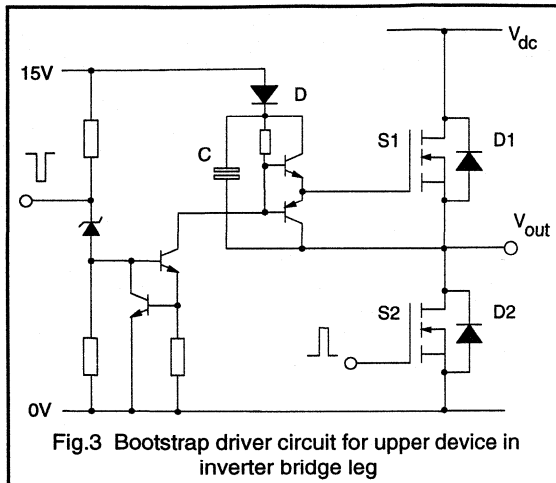 V_dc
15V
D
C
S1
D1
V_out
S2
D2
0V
Fig.3 Bootstrap driver circuit for upper device in
inverter bridge leg